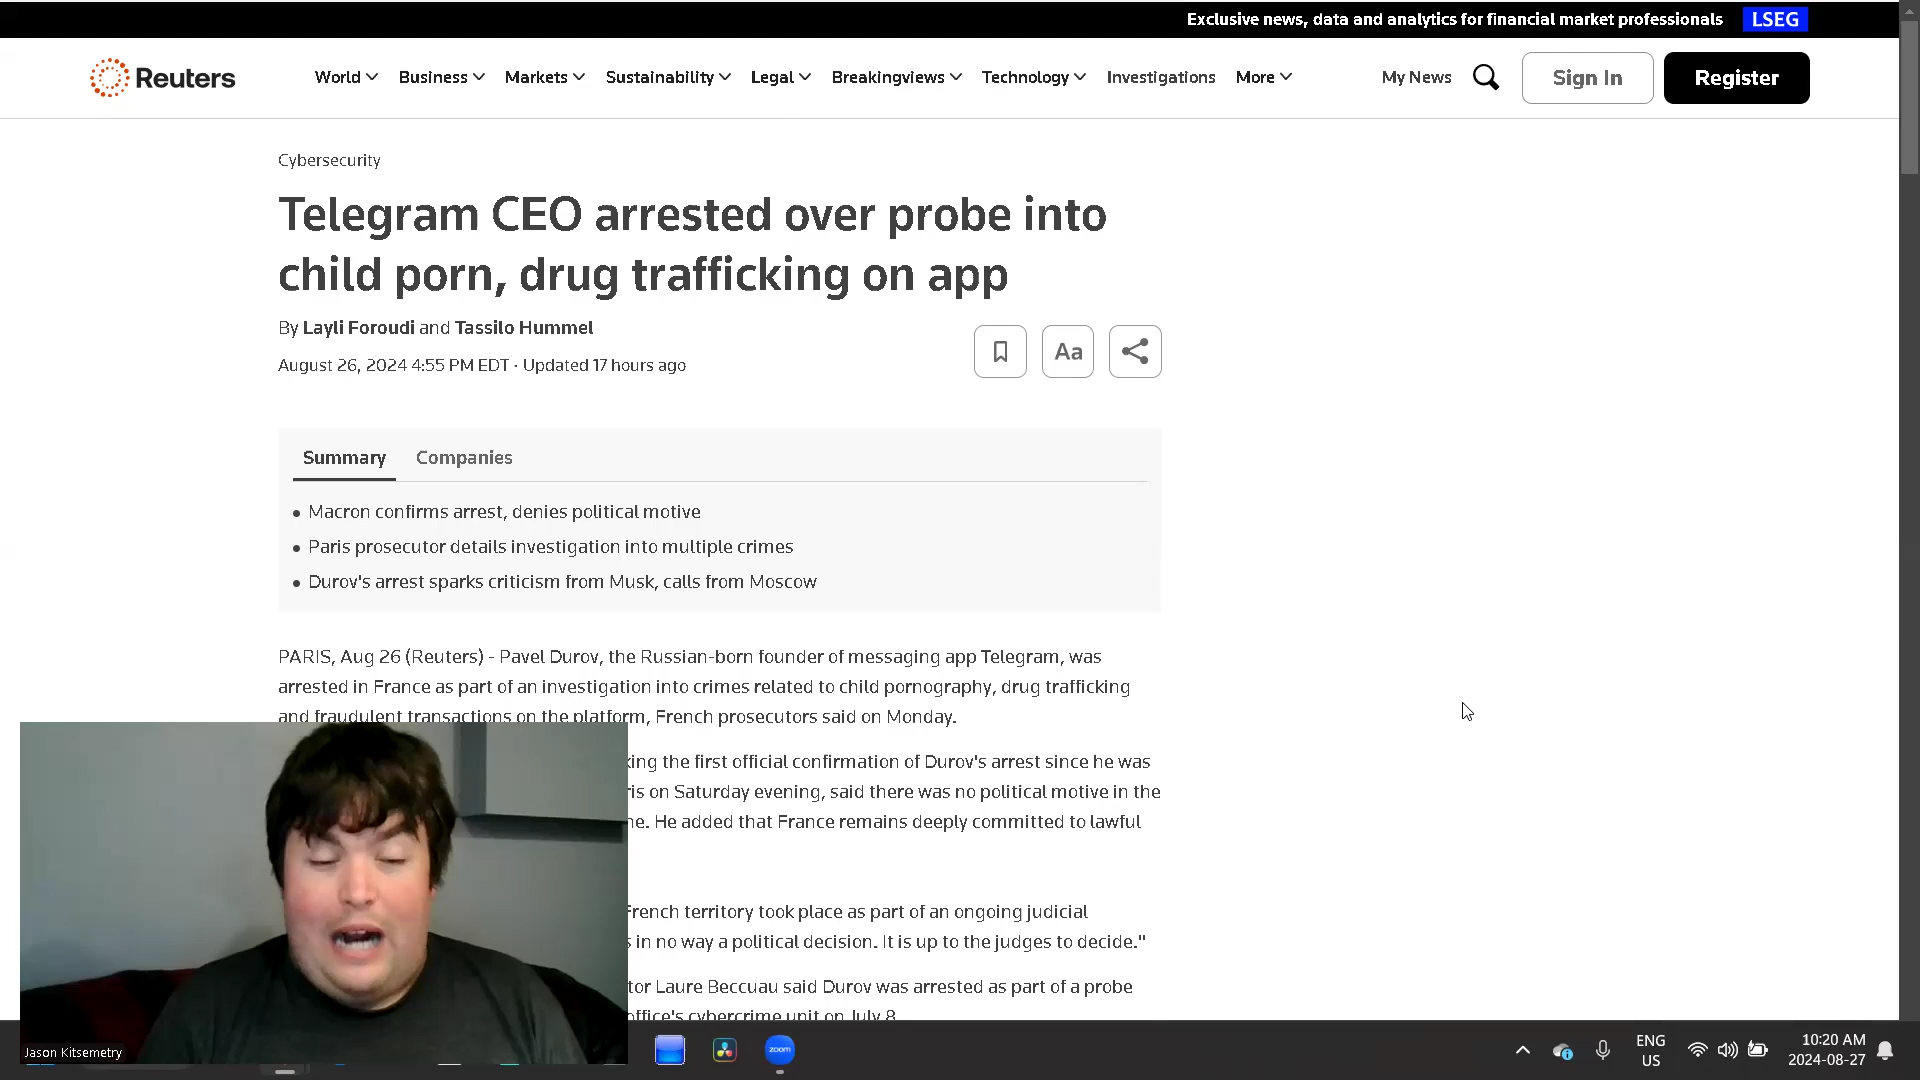 Exclusive news, data and analytics for financial market professionals LSEG
Reuters World Business Markets Sustainability Legal Breakingviews Technology Investigations More My News Sign In Register
Cybersecurity
Telegram CEO arrested over probe into
child porn, drug trafficking on app
By Layli Foroudi and Tassilo Hummel
August 26, 2024 4:55 PM EDT · Updated 17 hours ago
Aa
Summary Companies
• Macron confirms arrest, denies political motive
• Paris prosecutor details investigation into multiple crimes
• Durov's arrest sparks criticism from Musk, calls from Moscow
PARIS, Aug 26 (Reuters) - Pavel Durov, the Russian-born founder of messaging app Telegram, was
arrested in France as part of an investigation into crimes related to child pornography, drug trafficking
and fraudulent transactions on the platform, French prosecutors said on Monday.
the first official confirmation of Durov's arrest since he was
on Saturday evening, said there was no political motive in the
He added that France remains deeply committed to lawful
French territory took place as part of an ongoing judicial
in no way a political decision. It is up to the judges to decide."
Laure Beccuau said Durov was arrested as part of a probe
office's cybercrime unit on July 8
Jason Kitsemetry
zoom
ENG
US
10:20 AM
2024-08-27